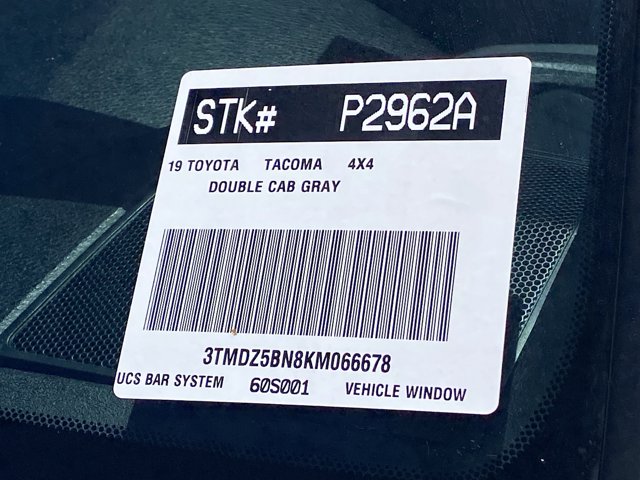 STK# P2962A
19 TOYOTA TACOMA 4X4
DOUBLE CAB GRAY
3TMDZ5BN8KM066678
UCS BAR SYSTEM 60S001 VEHICLE WINDOW